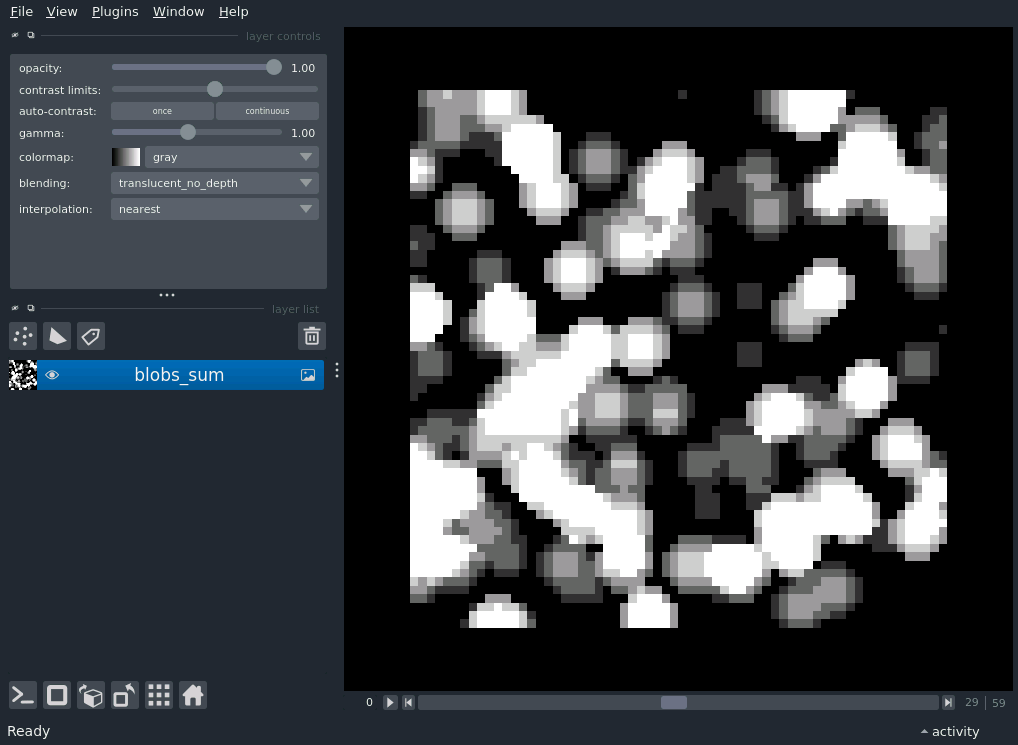 File View Plugins Window Help
layer controls
opacity: 1.00
contrast limits:
auto-contrast: once continuous
gamma: 1.00
colormap: gray
blending: translucent_no_depth
interpolation: nearest
layer list
blobs_sum
0 29 59
Ready activity